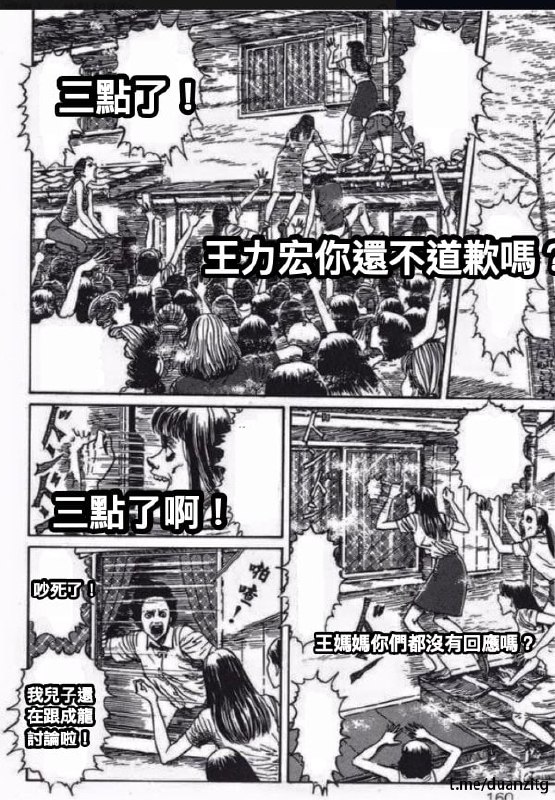 三點了！
王力宏你還不道歉嗎？
三點了啊！
王媽媽你們都沒有回應嗎？
啪哇！
吵死了！
我兒子還
在跟成龍
討論啦！
t.me/duanzitg
160